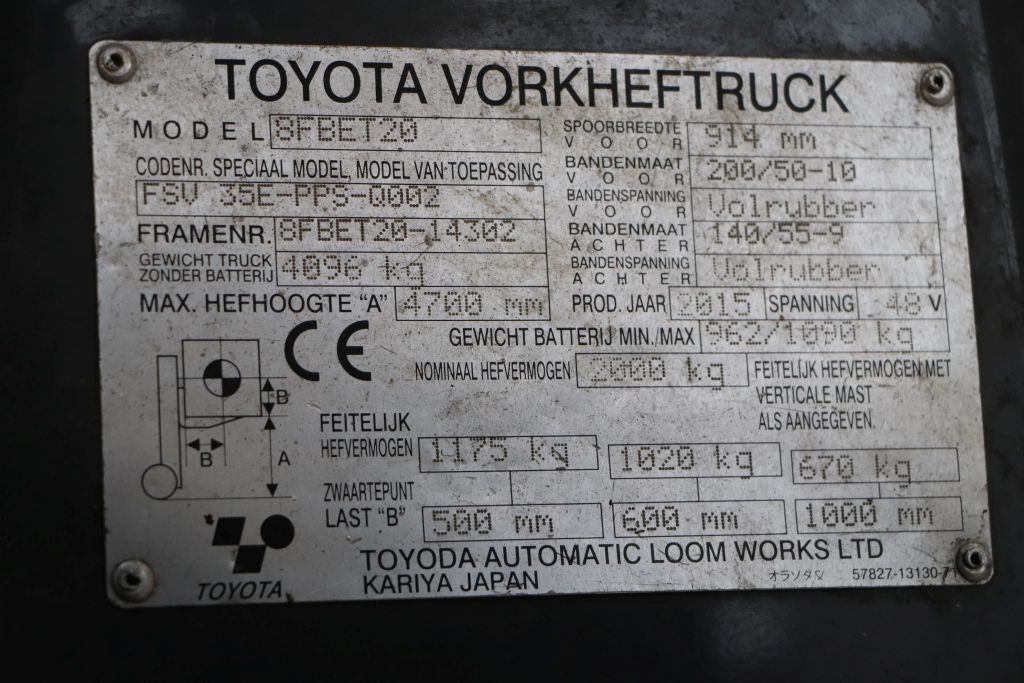 TOYOTA VORKHEFTRUCK
MODEL 8FBET20
CODENR. SPECIAAL MODEL, MODEL VAN TOEPASSING
FSV 35E-PPS-Q002
FRAMENR. 8FBET20-14302
GEWICHT TRUCK
ZONDER BATTERIJ 4096 kg
MAX. HEFHOOGTE "A" 4700 mm
SPOORBREEDTE
VOOR 914 mm
BANDENMAAT
VOOR 200/50-10
BANDENSPANNING
VOOR Volrubber
BANDENMAAT
ACHTER 140/55-9
BANDENSPANNING
ACHTER Volrubber
PROD. JAAR 2015 SPANNING 48 V
GEWICHT BATTERIJ MIN./MAX 962/1090 kg
CE
NOMINAAL HEFVERMOGEN 2000 kg
FEITELIJK HEFVERMOGEN MET
VERTICALE MAST
ALS AANGEGEVEN.
B
B
A
FEITELIJK
HEFVERMOGEN 1175 kg 1020 kg 670 kg
ZWAARTEPUNT
LAST "B" 500 mm 600 mm 1000 mm
TOYOTA
TOYODA AUTOMATIC LOOM WORKS LTD
KARIYA JAPAN
オランダ 57827-13130-71